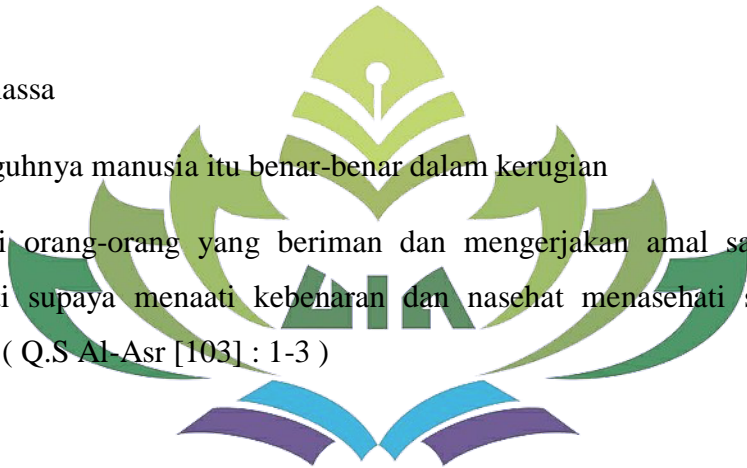 assa
guhnya manusia itu benar-benar dalam kerugian
i orang-orang yang beriman dan mengerjakan amal sa
i supaya menaati kebenaran dan nasehat menasehati s
( Q.S Al-Asr [103] : 1-3 )